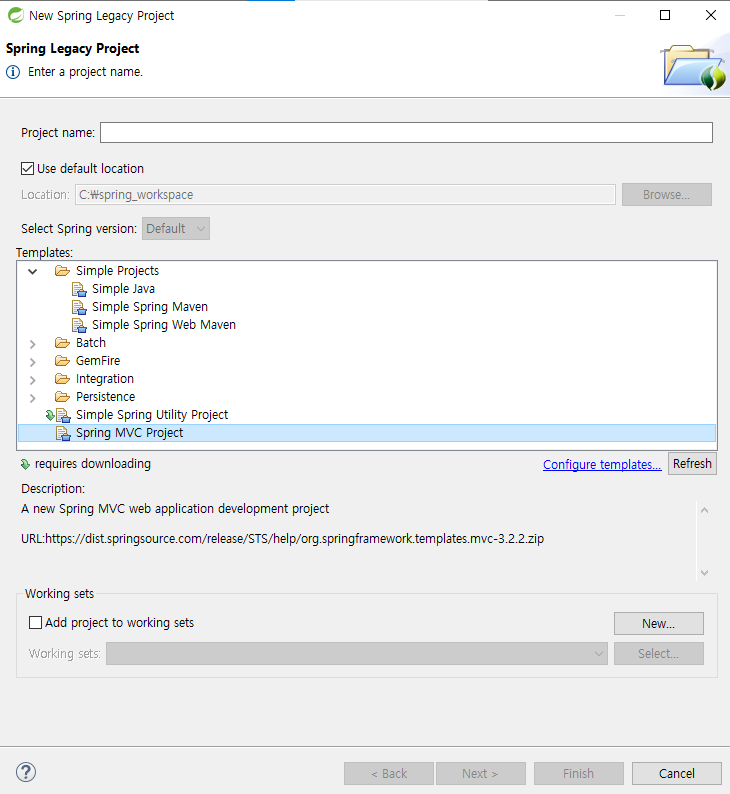 New Spring Legacy Project
Spring Legacy Project
Enter a project name.
Project name:
Use default location
Location: C:₩spring_workspace Browse...
Select Spring version: Default
Templates:
Simple Projects
Simple Java
Simple Spring Maven
Simple Spring Web Maven
Batch
GemFire
Integration
Persistence
Simple Spring Utility Project
Spring MVC Project
requires downloading Configure templates... Refresh
Description:
A new Spring MVC web application development project
URL:https://dist.springsource.com/release/STS/help/org.springframework.templates.mvc-3.2.2.zip
Working sets
Add project to working sets New...
Working sets: Select...
? < Back Next > Finish Cancel